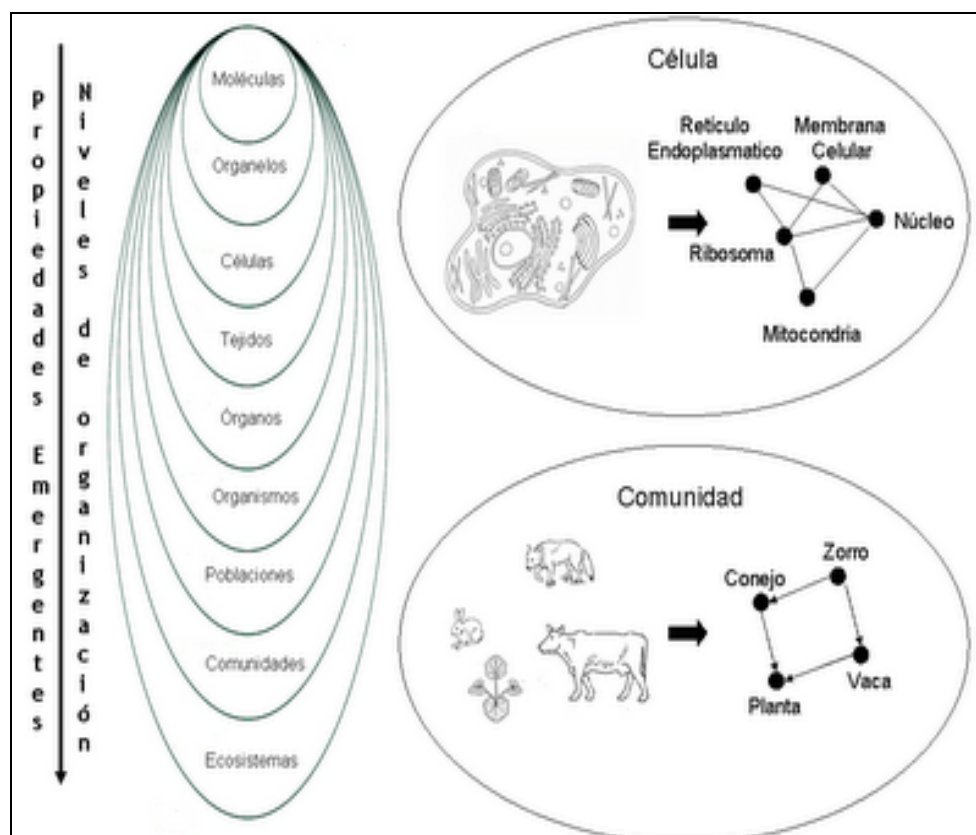 Propiedades Emergentes
Niveles de organización
Moléculas
Organelos
Células
Tejidos
Órganos
Organismos
Poblaciones
Comunidades
Ecosistemas
Célula
Retículo
Endoplasmatico
Membrana
Celular
Núcleo
Ribosoma
Mitocondria
Comunidad
Zorro
Conejo
Vaca
Planta